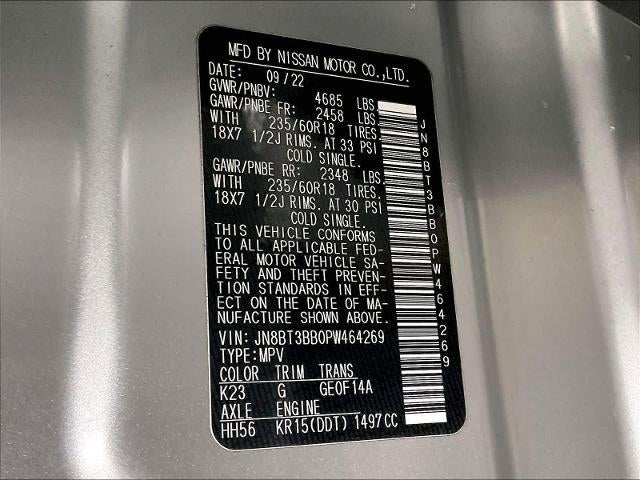 MFD BY NISSAN MOTOR CO.,LTD.
DATE: 09/22
GVWR/PNBV: 4685 LBS
GAWR/PNBE FR: 2458 LBS
WITH 235/60R18 TIRES.
18X7 1/2J RIMS. AT 33 PSI
COLD SINGLE.
GAWR/PNBE RR: 2348 LBS.
WITH 235/60R18 TIRES.
18X7 1/2J RIMS. AT 30 PSI
COLD SINGLE.
THIS VEHICLE CONFORMS
TO ALL APPLICABLE FED-
ERAL MOTOR VEHICLE SA-
FETY AND THEFT PREVEN-
TION STANDARDS IN EFF-
ECT ON THE DATE OF MA-
NUFACTURE SHOWN ABOVE.
VIN: JN8BT3BB0PW464269
TYPE:MPV
COLOR TRIM TRANS
K23 G GE0F14A
AXLE ENGINE
HH56 KR15(DDT) 1497CC
JN8BT3BB0PW464269